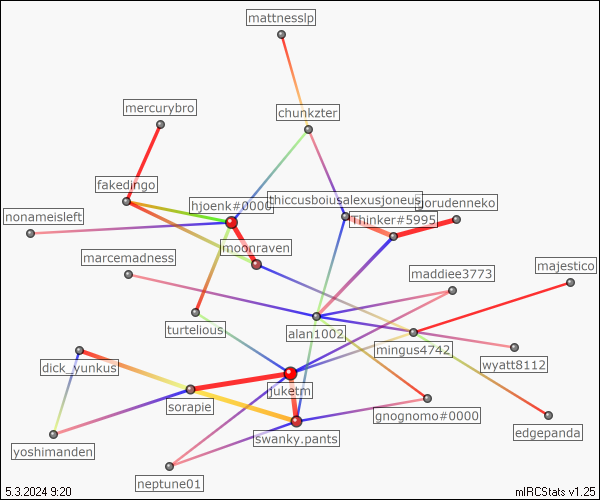 mattnesslp
mercurybro
chunkzter
fakedingo
hjoenk#0000
thiccusboiusalexusjoneus
gorudenneko
nonameisleft
Thinker#5995
moonraven
marcemadness
maddiee3773
majestico
turtelious
alan1002
mingus4742
wyatt8112
dick_yunkus
juketm
sorapie
gnognomo#0000
edgepanda
swanky.pants
yoshimanden
neptune01
5.3.2024 9:20
mIRCStats v1.25